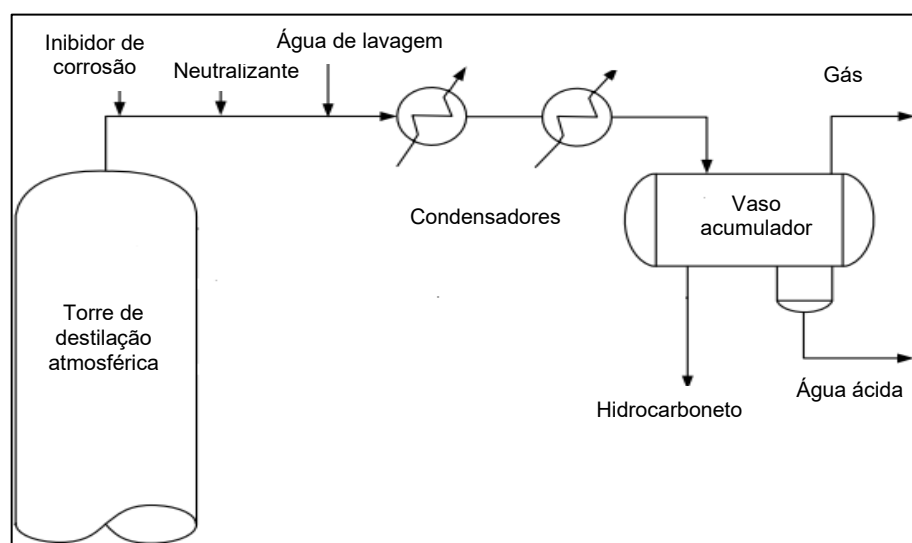 Inibidor de
corrosão
Neutralizante
Água de lavagem
Gás
Condensadores
Vaso
acumulador
Torre de
destilação
atmosférica
Hidrocarboneto
Água ácida